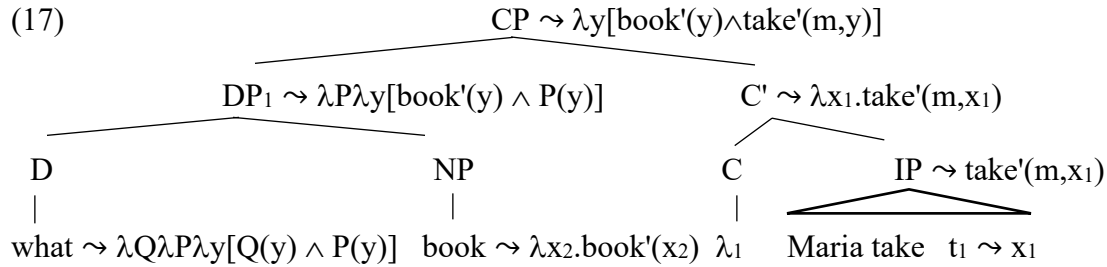 (17) CP ⤳ λy[book'(y)∧take'(m,y)]
DP₁ ⤳ λPλy[book'(y) ∧ P(y)] C' ⤳ λx₁.take'(m,x₁)
D NP C IP ⤳ take'(m,x₁)
what ⤳ λQλPλy[Q(y) ∧ P(y)] book ⤳ λx₂.book'(x₂) λ₁ Maria take t₁ ⤳ x₁